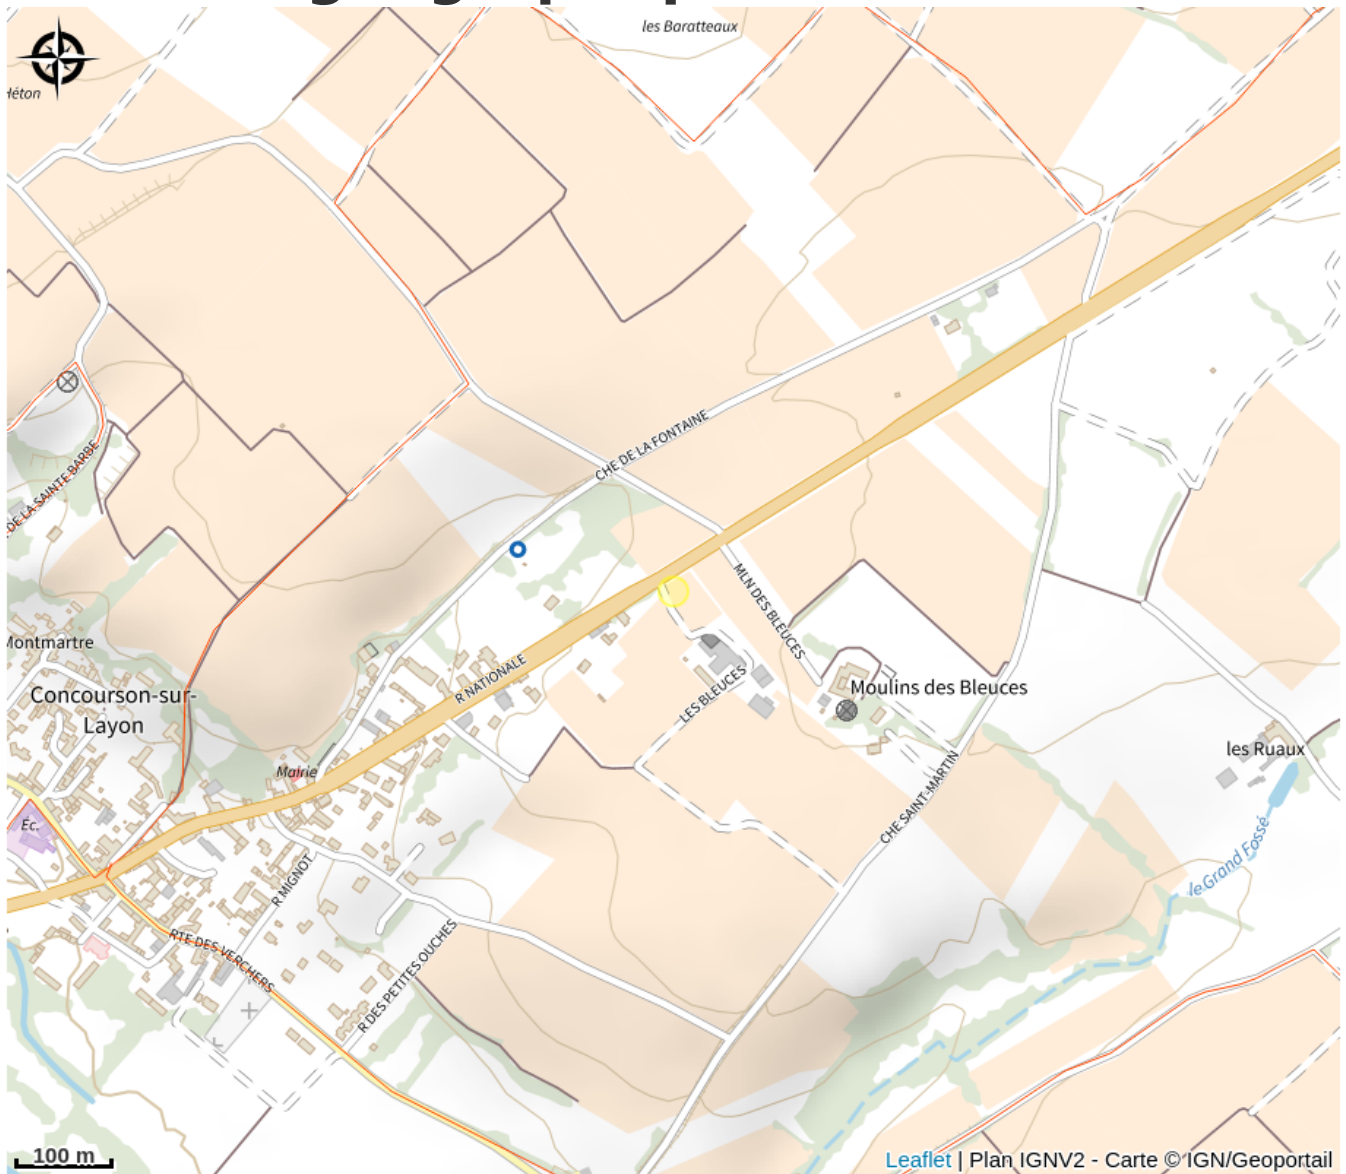 les Baratteaux
Héton
CHE DE LA FONTAINE
DE LA SAINTE BARBE
MLN DES BLEUCES
Montmartre
R NATIONALE
Concourson-sur-
Layon
LES BLEUCES
Moulins des Bleuces
les Ruaux
Mairie
CHE SAINT-MARTIN
Éc.
le Grand Fossé
R MIGNOT
RTE DES VERCHERS
R DES PETITES OUCHES
100 m
Leaflet | Plan IGNV2 - Carte © IGN/Geoportail